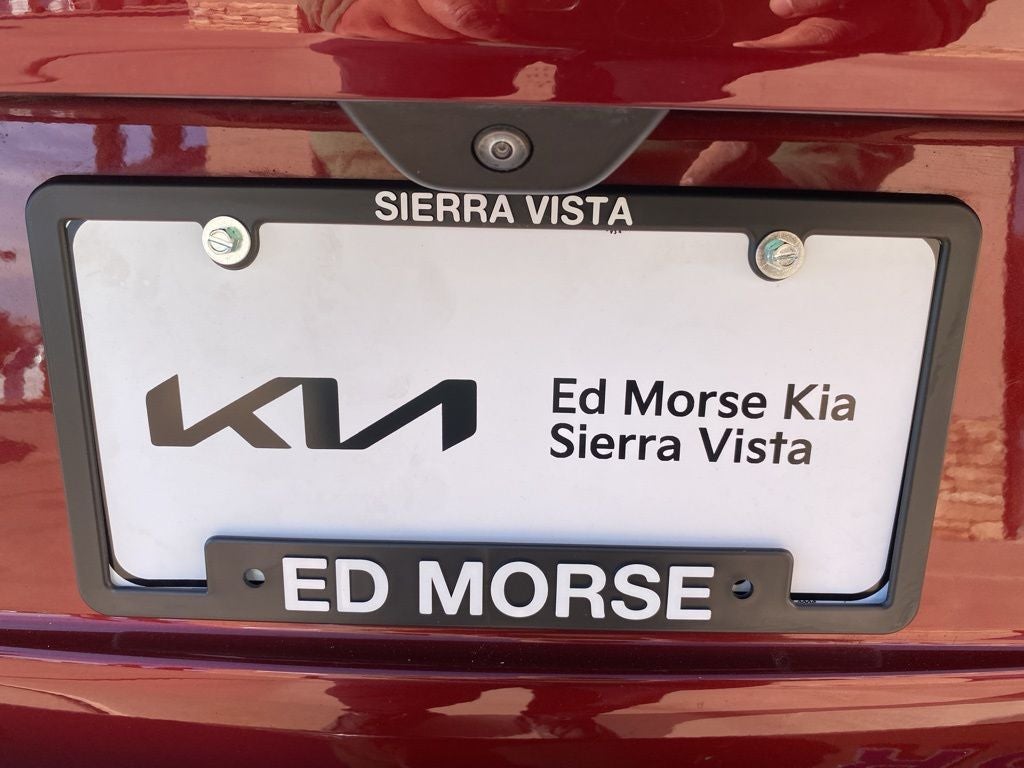 SIERRA VISTA
KIA
Ed Morse Kia
Sierra Vista
ED MORSE